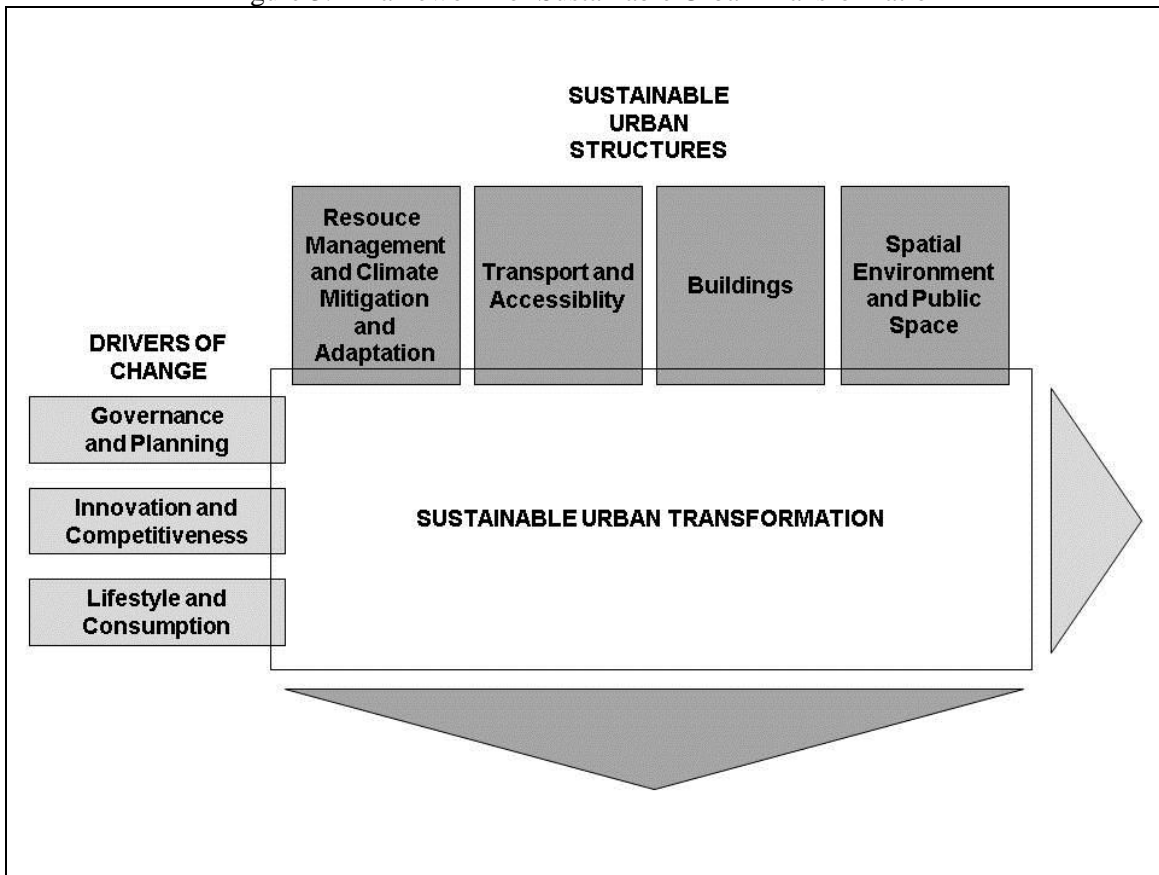 SUSTAINABLE
URBAN
STRUCTURES
Resouce
Management
and Climate
Mitigation
and
Adaptation
Transport and
Accessiblity
Buildings
Spatial
Environment
and Public
Space
DRIVERS OF
CHANGE
Governance
and Planning
Innovation and
Competitiveness
Lifestyle and
Consumption
SUSTAINABLE URBAN TRANSFORMATION